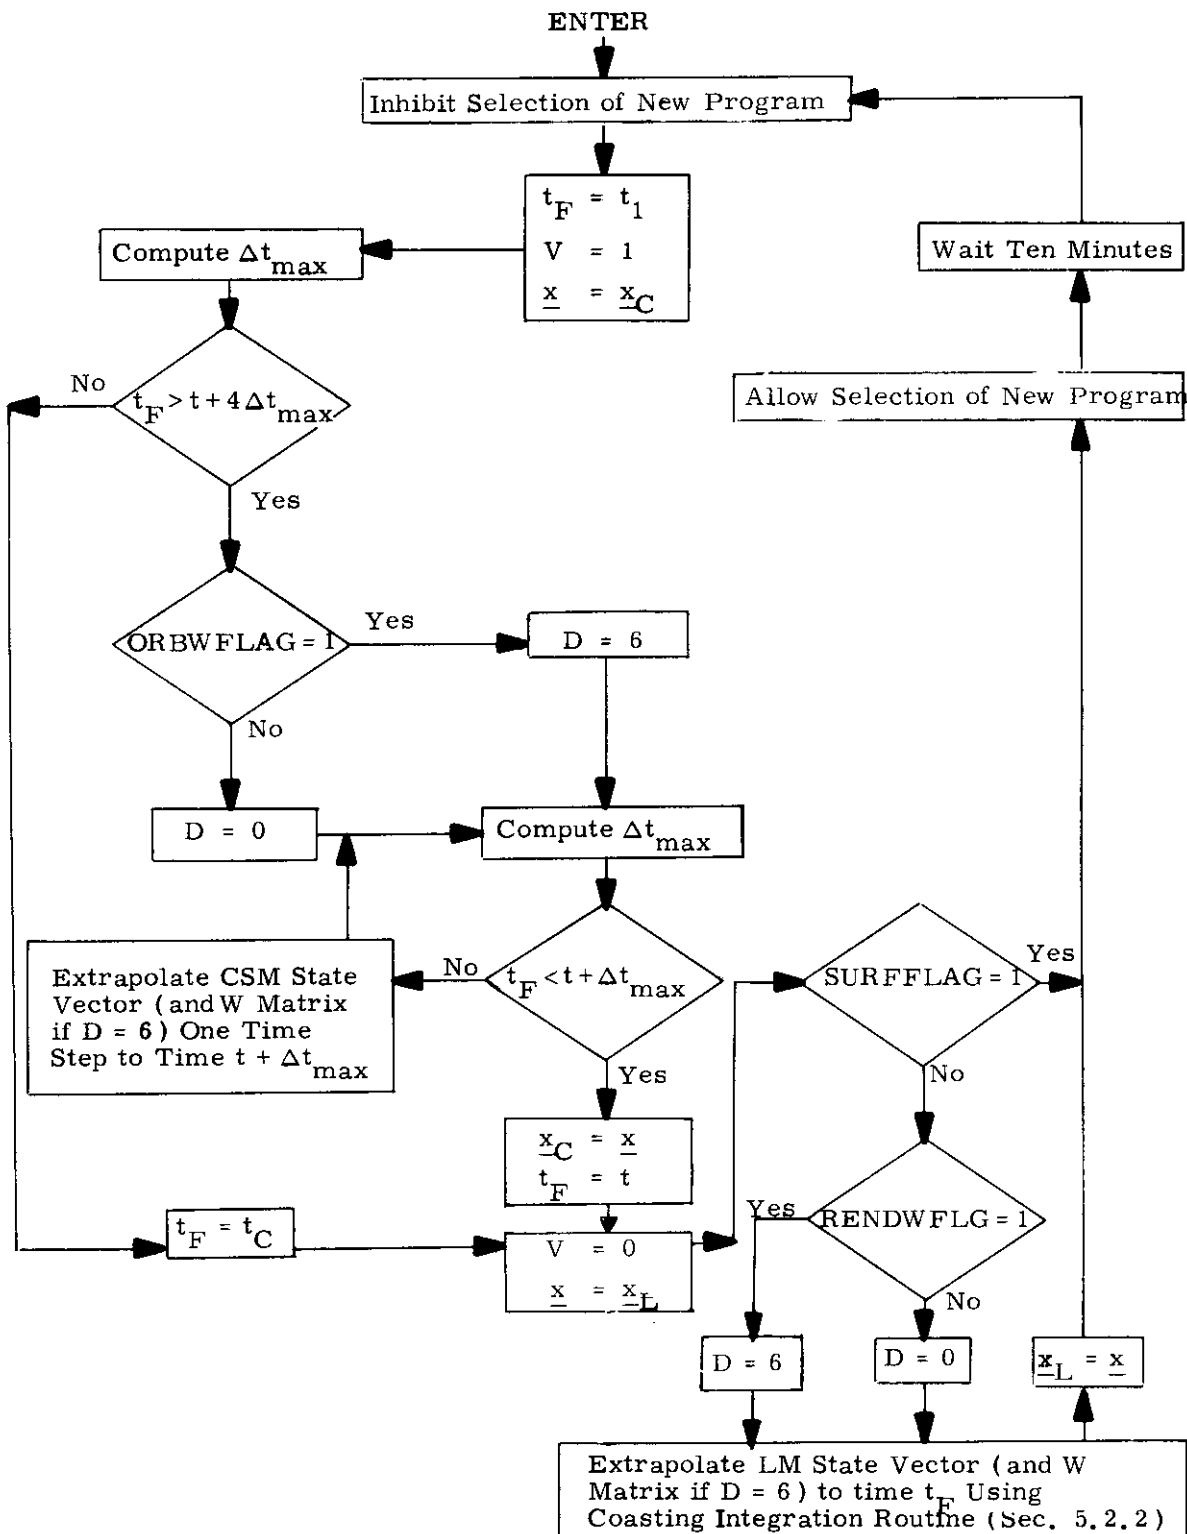 ENTER
Inhibit Selection of New Program
t_F = t_1
V = 1
x = x_C
Compute Δt_max
Wait Ten Minutes
No
t_F > t + 4 Δt_max
Allow Selection of New Program
Yes
ORBWFLAG = 1
Yes
D = 6
No
D = 0
Compute Δt_max
Extrapolate CSM State
Vector (and W Matrix
if D = 6) One Time
Step to Time t + Δt_max
No
t_F < t + Δt_max
SURFFLAG = 1
Yes
Yes
No
x_C = x
t_F = t
Yes
RENDWFLG = 1
t_F = t_C
V = 0
x = x_L
No
D = 6
D = 0
x_L = x
Extrapolate LM State Vector (and W
Matrix if D = 6) to time t_F Using
Coasting Integration Routine (Sec. 5.2.2)